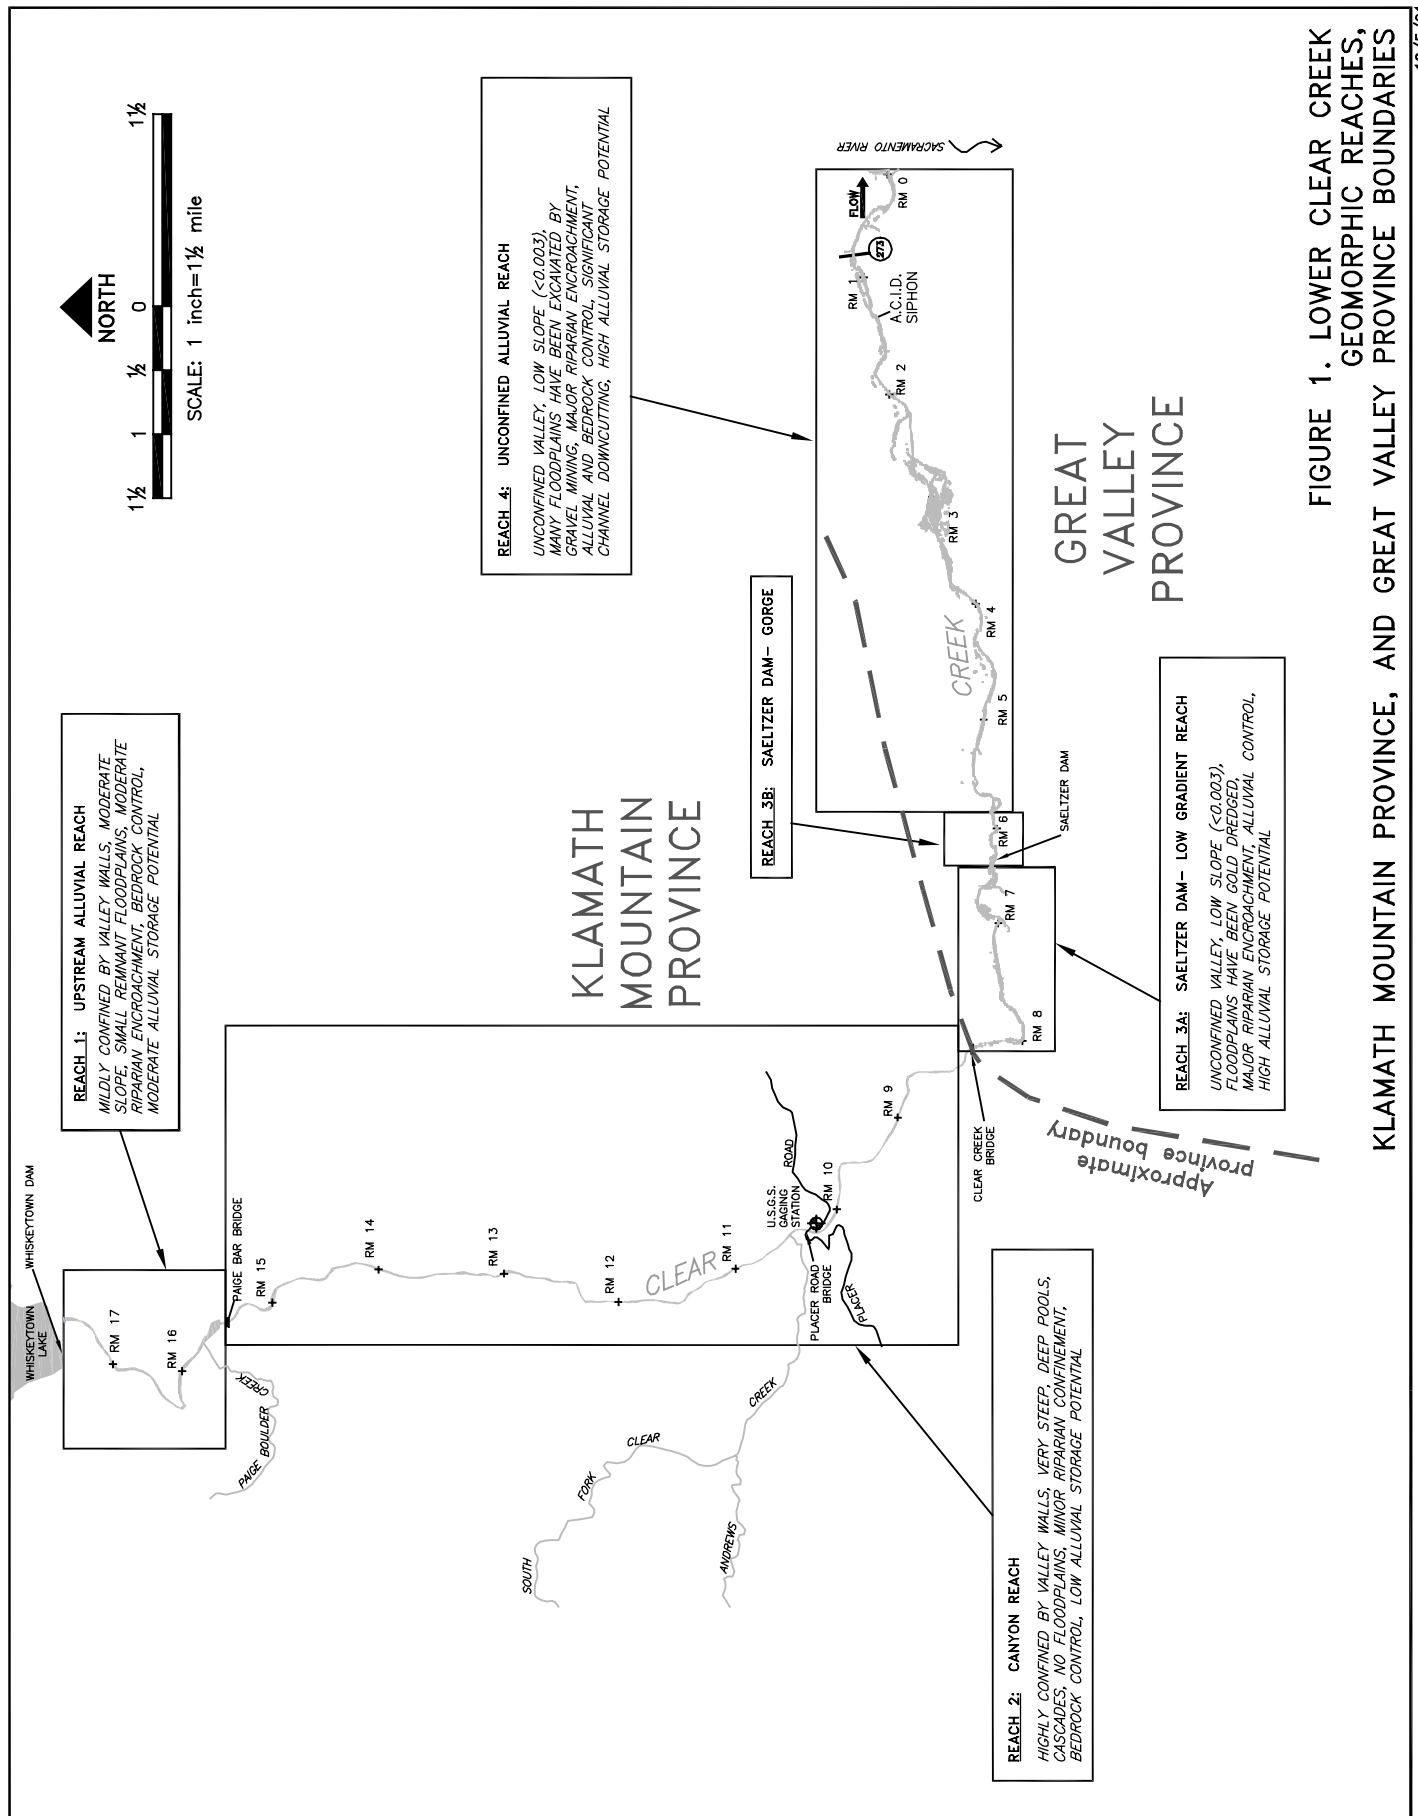 1½
1
½
0
1½
SCALE: 1 inch=1½ mile
NORTH
WHISKEYTOWN DAM
WHISKEYTOWN
LAKE
RM 17
RM 16
PAIGE BAR BRIDGE
RM 15
PAIGE BOULDER CREEK
REACH 1: UPSTREAM ALLUVIAL REACH
MILDLY CONFINED BY VALLEY WALLS, MODERATE
SLOPE, SMALL REMNANT FLOODPLAINS, MODERATE
RIPARIAN ENCROACHMENT, BEDROCK CONTROL,
MODERATE ALLUVIAL STORAGE POTENTIAL
RM 14
RM 13
RM 12
CLEAR
RM 11
SOUTH
FORK
CLEAR
CREEK
ANDREWS
U.S.G.S.
GAGING
STATION
ROAD
RM 10
PLACER ROAD
BRIDGE
PLACER
RM 9
CLEAR CREEK
BRIDGE
REACH 2: CANYON REACH
HIGHLY CONFINED BY VALLEY WALLS, VERY STEEP, DEEP POOLS,
CASCADES, NO FLOODPLAINS, MINOR RIPARIAN CONFINEMENT,
BEDROCK CONTROL, LOW ALLUVIAL STORAGE POTENTIAL
KLAMATH
MOUNTAIN
PROVINCE
Approximate
province boundary
RM 8
RM 7
REACH 3A: SAELTZER DAM- LOW GRADIENT REACH
UNCONFINED VALLEY, LOW SLOPE (<0.003),
FLOODPLAINS HAVE BEEN GOLD DREDGED,
MAJOR RIPARIAN ENCROACHMENT, ALLUVIAL CONTROL,
HIGH ALLUVIAL STORAGE POTENTIAL
REACH 3B: SAELTZER DAM- GORGE
RM 6
SAELTZER DAM
RM 5
CREEK
RM 4
RM 3
RM 2
A.C.I.D.
SIPHON
RM 1
273
FLOW
RM 0
SACRAMENTO RIVER
REACH 4: UNCONFINED ALLUVIAL REACH
UNCONFINED VALLEY, LOW SLOPE (<0.003),
MANY FLOODPLAINS HAVE BEEN EXCAVATED BY
GRAVEL MINING, MAJOR RIPARIAN ENCROACHMENT,
ALLUVIAL AND BEDROCK CONTROL, SIGNIFICANT
CHANNEL DOWNCUTTING, HIGH ALLUVIAL STORAGE POTENTIAL
GREAT
VALLEY
PROVINCE
FIGURE 1. LOWER CLEAR CREEK
GEOMORPHIC REACHES,
KLAMATH MOUNTAIN PROVINCE, AND GREAT VALLEY PROVINCE BOUNDARIES